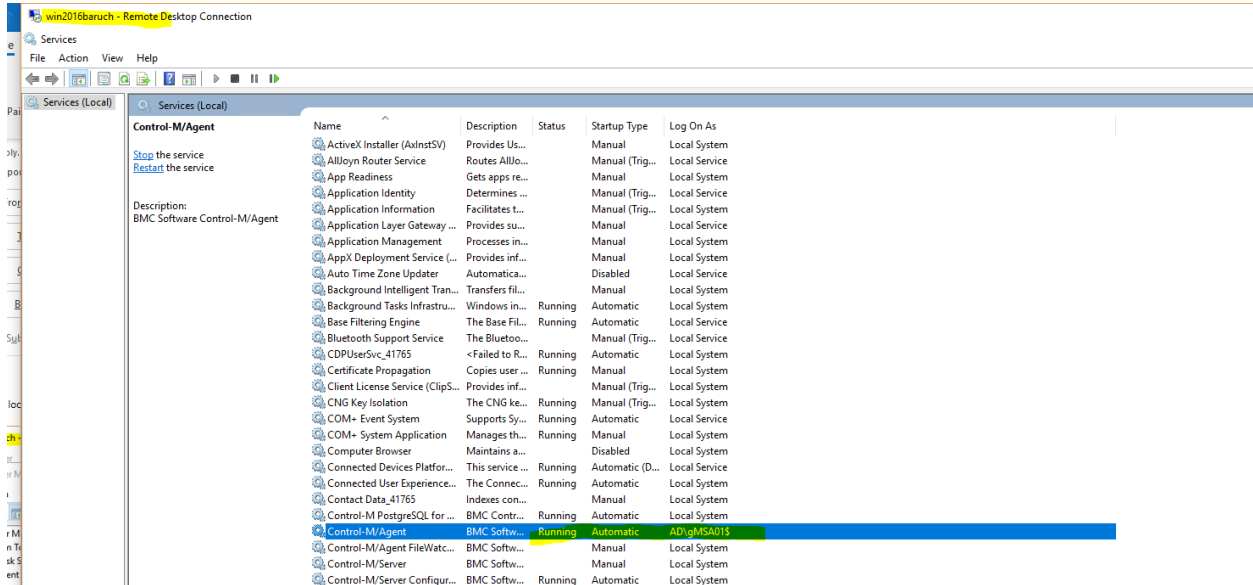 win2016baruch - Remote Desktop Connection
Services
File Action View Help
Services (Local)
Services (Local)
Control-M/Agent
Stop the service
Restart the service
Description:
BMC Software Control-M/Agent
Name Description Status Startup Type Log On As
ActiveX Installer (AxInstSV) Provides Us... Manual Local System
AllJoyn Router Service Routes AllJo... Manual (Trig... Local Service
App Readiness Gets apps re... Manual Local System
Application Identity Determines ... Manual (Trig... Local Service
Application Information Facilitates t... Manual (Trig... Local System
Application Layer Gateway ... Provides su... Manual Local Service
Application Management Processes in... Manual Local System
AppX Deployment Service (... Provides inf... Manual Local System
Auto Time Zone Updater Automatica... Disabled Local Service
Background Intelligent Tran... Transfers fil... Manual Local System
Background Tasks Infrastru... Windows in... Running Automatic Local System
Base Filtering Engine The Base Fil... Running Automatic Local Service
Bluetooth Support Service The Bluetoo... Manual (Trig... Local Service
CDPUserSvc_41765 <Failed to R... Running Automatic Local System
Certificate Propagation Copies user ... Running Manual Local System
Client License Service (ClipS... Provides inf... Manual (Trig... Local System
CNG Key Isolation The CNG ke... Running Manual (Trig... Local System
COM+ Event System Supports Sy... Running Automatic Local Service
COM+ System Application Manages th... Running Manual Local System
Computer Browser Maintains a... Disabled Local System
Connected Devices Platfor... This service ... Running Automatic (D... Local Service
Connected User Experience... The Connec... Running Automatic Local System
Contact Data_41765 Indexes con... Manual Local System
Control-M PostgreSQL for ... BMC Contr... Running Automatic Local System
Control-M/Agent BMC Softw... Running Automatic AD\gMSA01$
Control-M/Agent FileWatc... BMC Softw... Manual Local System
Control-M/Server BMC Softw... Manual Local System
Control-M/Server Configur... BMC Softw... Running Automatic Local System